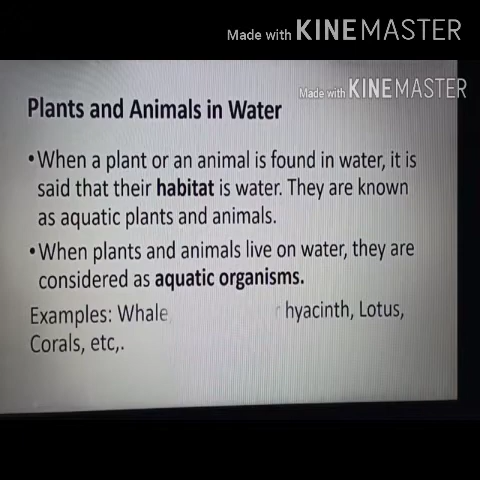 Made with KINEMASTER
Made with KINEMASTER
Plants and Animals in Water
•When a plant or an animal is found in water, it is
said that their habitat is water. They are known
as aquatic plants and animals.
•When plants and animals live on water, they are
considered as aquatic organisms.
Examples: Whale, hyacinth, Lotus,
Corals, etc,.